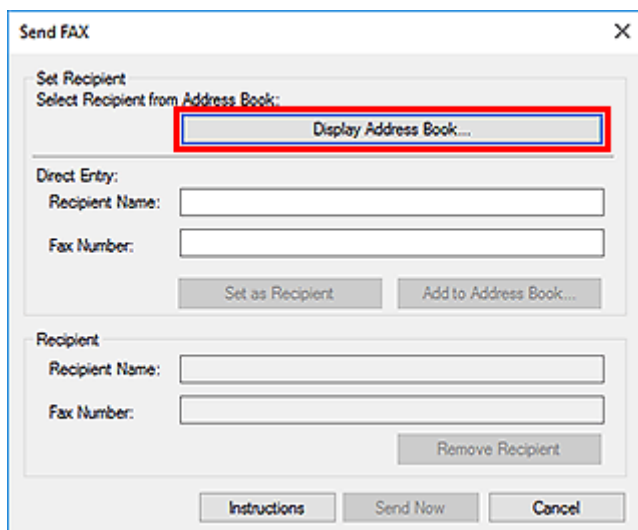 Send FAX
Set Recipient
Select Recipient from Address Book:
Display Address Book...
Direct Entry:
Recipient Name:
Fax Number:
Set as Recipient
Add to Address Book...
Recipient
Recipient Name:
Fax Number:
Remove Recipient
Instructions
Send Now
Cancel